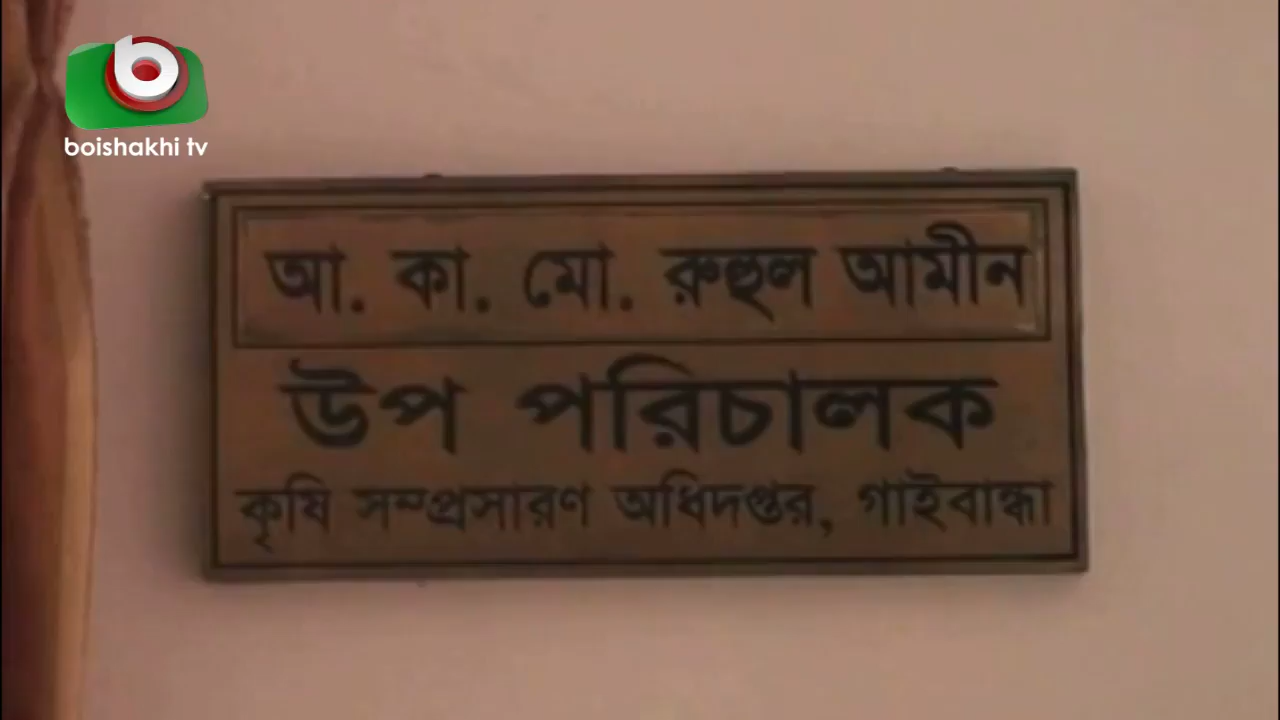 boishakhi tv
আ. কা. মো. রুহুল আমীন
উপ পরিচালক
কৃষি সম্প্রসারণ অধিদপ্তর, গাইবান্ধা